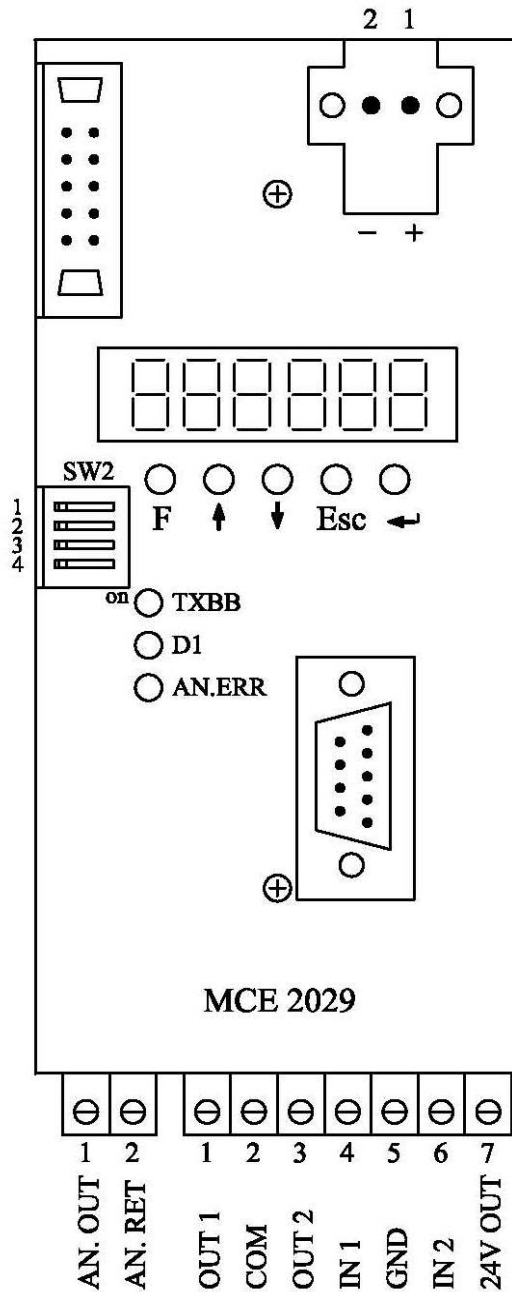 2 1
− +
SW2
1
2
3
4
on
F Esc
TXBB
D1
AN.ERR
MCE 2029
1 2 1 2 3 4 5 6 7
AN. OUT
AN. RET
OUT 1
COM
OUT 2
IN 1
GND
IN 2
24V OUT